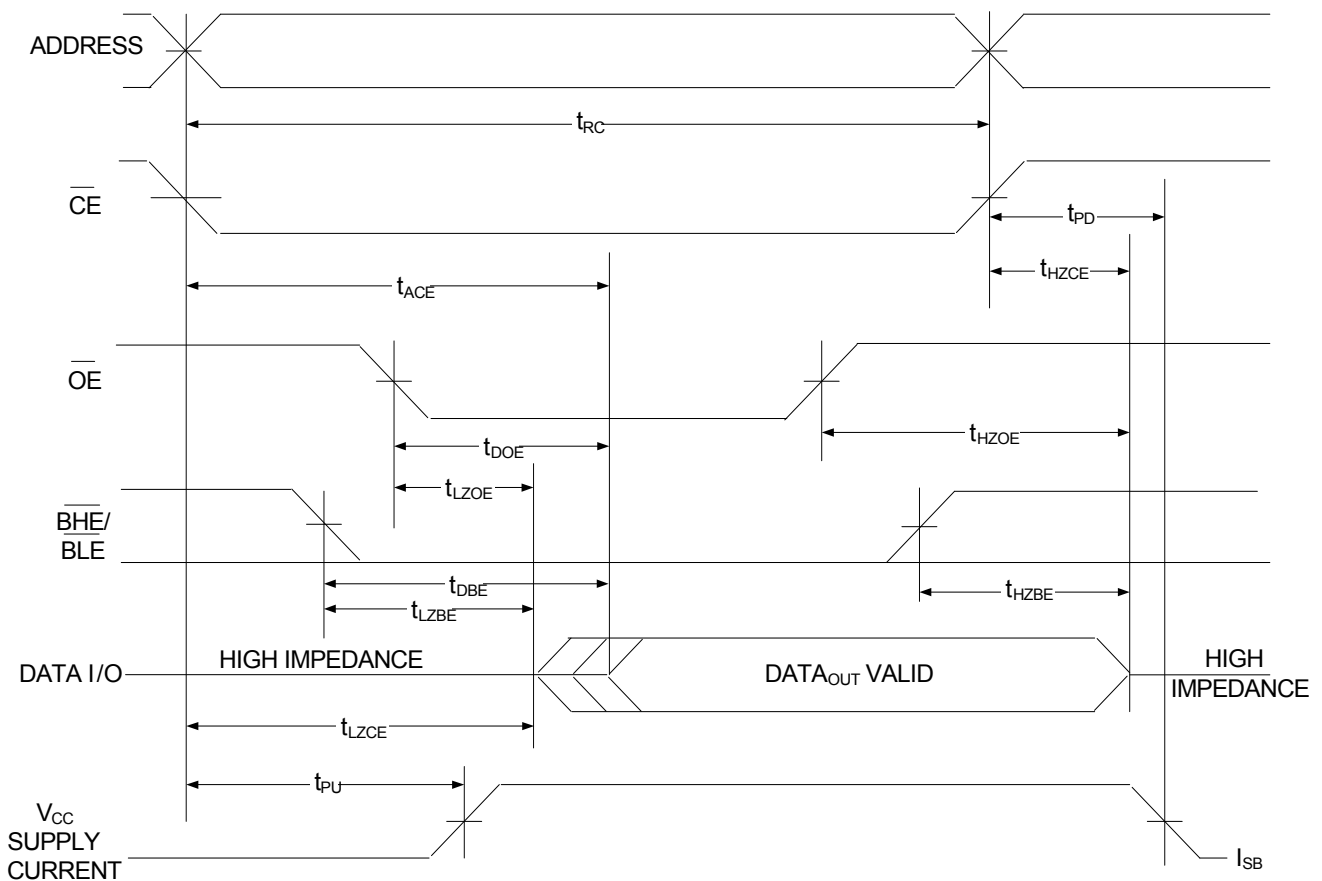 ADDRESS
tRC
CE
tPD
tHZCE
tACE
OE
tHZOE
tDOE
tLZOE
BHE/
BLE
tDBE
tHZBE
tLZBE
DATA I/O
HIGH IMPEDANCE
DATAOUT VALID
HIGH
IMPEDANCE
tLZCE
tPU
VCC
SUPPLY
CURRENT
ISB